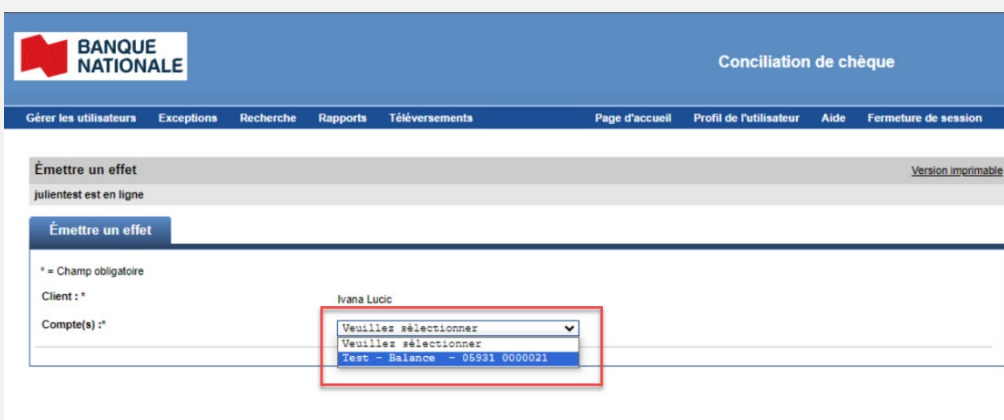 BANQUE
NATIONALE
Conciliation de chèque
Gérer les utilisateurs Exceptions Recherche Rapports Téléversements Page d'accueil Profil de l'utilisateur Aide Fermeture de session
Émettre un effet Version imprimable
julientest est en ligne
Émettre un effet
* = Champ obligatoire
Client : * Ivana Lucic
Compte(s) :* Veuillez sélectionner
Veuillez sélectionner
Test - Balance - 05931 0000021